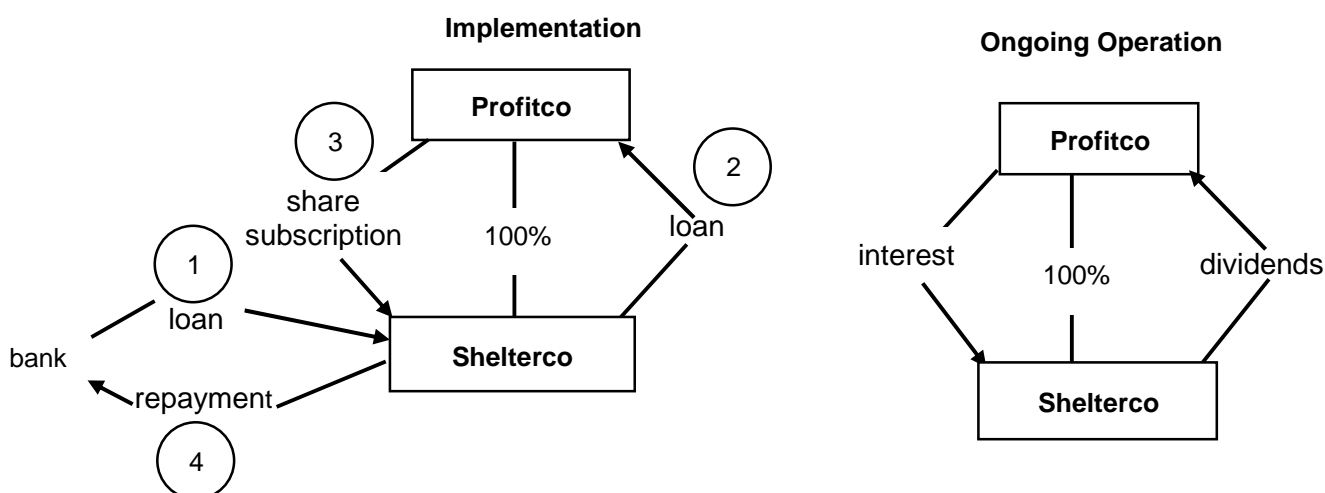 Implementation
Profitco
3
2
share
subscription
100%
loan
1
loan
bank
Shelterco
repayment
4
Ongoing Operation
Profitco
interest
100%
dividends
Shelterco